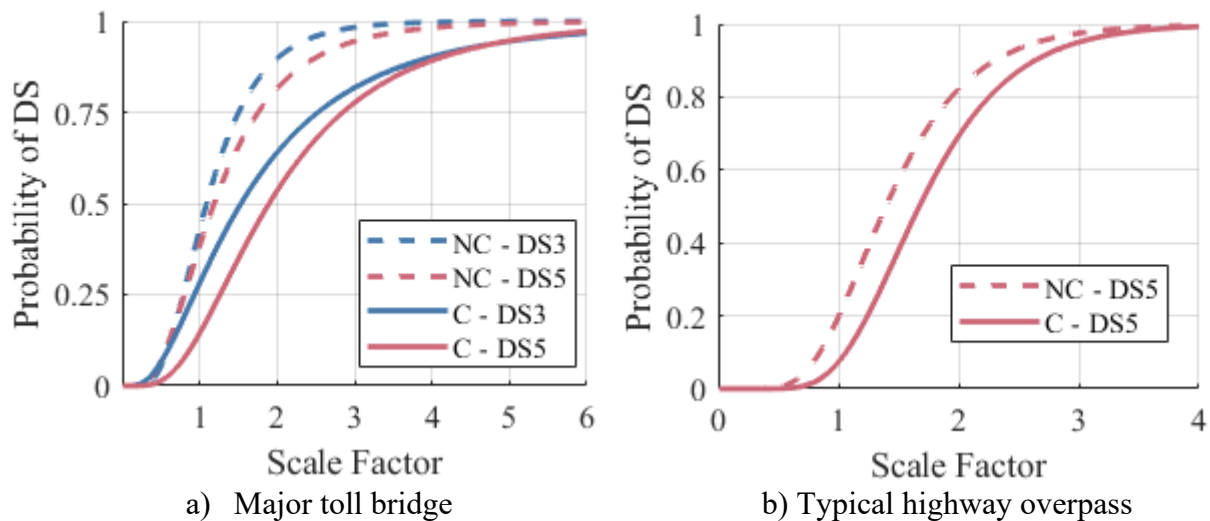 Probability of DS
1
0.75
0.5
0.25
0
1 2 3 4 5 6
Scale Factor
NC - DS3
NC - DS5
C - DS3
C - DS5
a) Major toll bridge
Probability of DS
1
0.8
0.6
0.4
0.2
0
0 1 2 3 4
Scale Factor
NC - DS5
C - DS5
b) Typical highway overpass